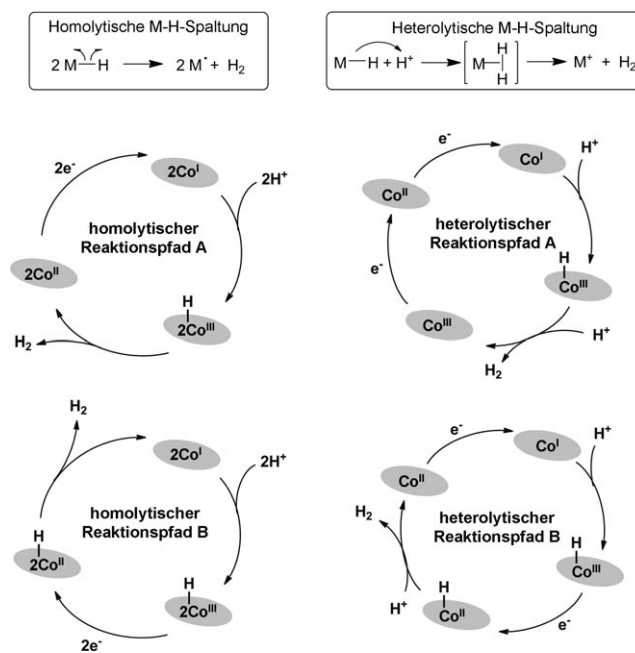 Homolytische M-H-Spaltung
2 M—H → 2 M• + H₂
Heterolytische M-H-Spaltung
M—H + H⁺ → [M—H H] → M⁺ + H₂
2e⁻
2Coᴵ
2H⁺
homolytischer
Reaktionspfad A
2Coᴵᴵ
H
2Coᴵᴵᴵ
H₂
e⁻
Coᴵ
H⁺
Coᴵᴵ
heterolytischer
Reaktionspfad A
e⁻
H
Coᴵᴵᴵ
Coᴵᴵᴵ
H⁺
H₂
H₂
2Coᴵ
2H⁺
homolytischer
Reaktionspfad B
H
2Coᴵᴵ
H
2Coᴵᴵᴵ
2e⁻
e⁻
Coᴵ
H⁺
Coᴵᴵ
H₂
heterolytischer
Reaktionspfad B
H
Coᴵᴵᴵ
H⁺
H
Coᴵᴵ
e⁻